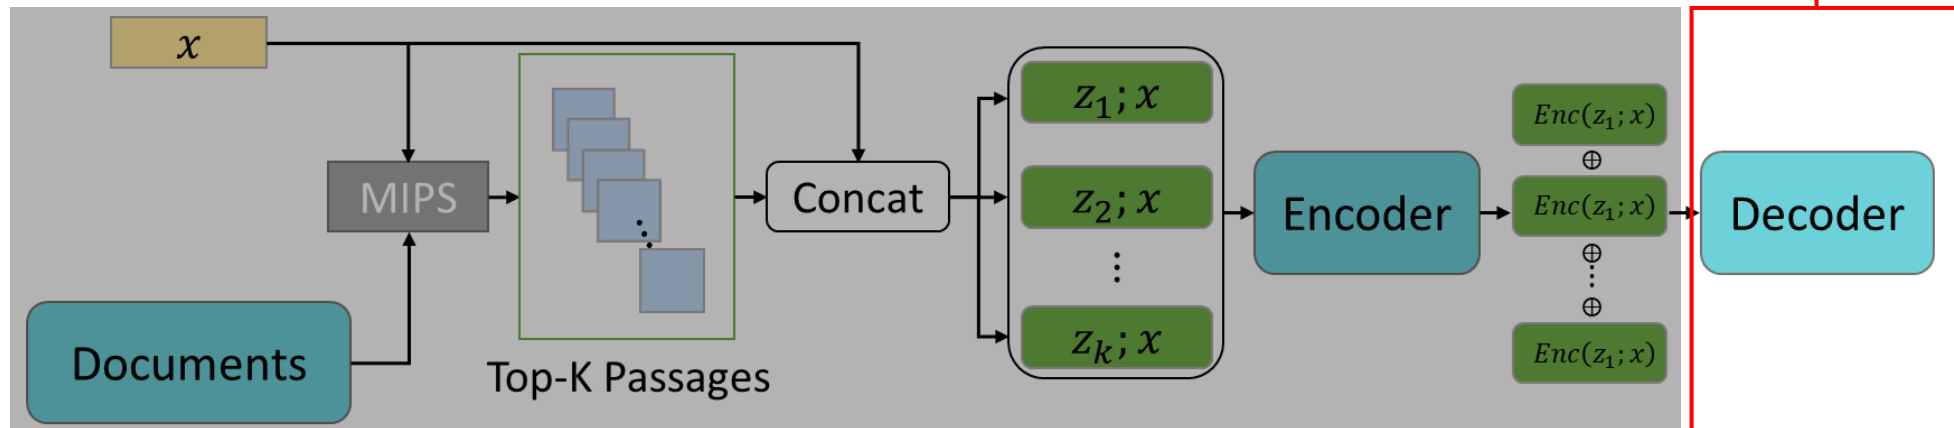 x
MIPS
Documents
Top-K Passages
Concat
z₁; x
z₂; x
⋮
zₖ; x
Encoder
Enc(z₁; x)
⊕
Enc(z₁; x)
⊕
⋮
⊕
Enc(z₁; x)
Decoder